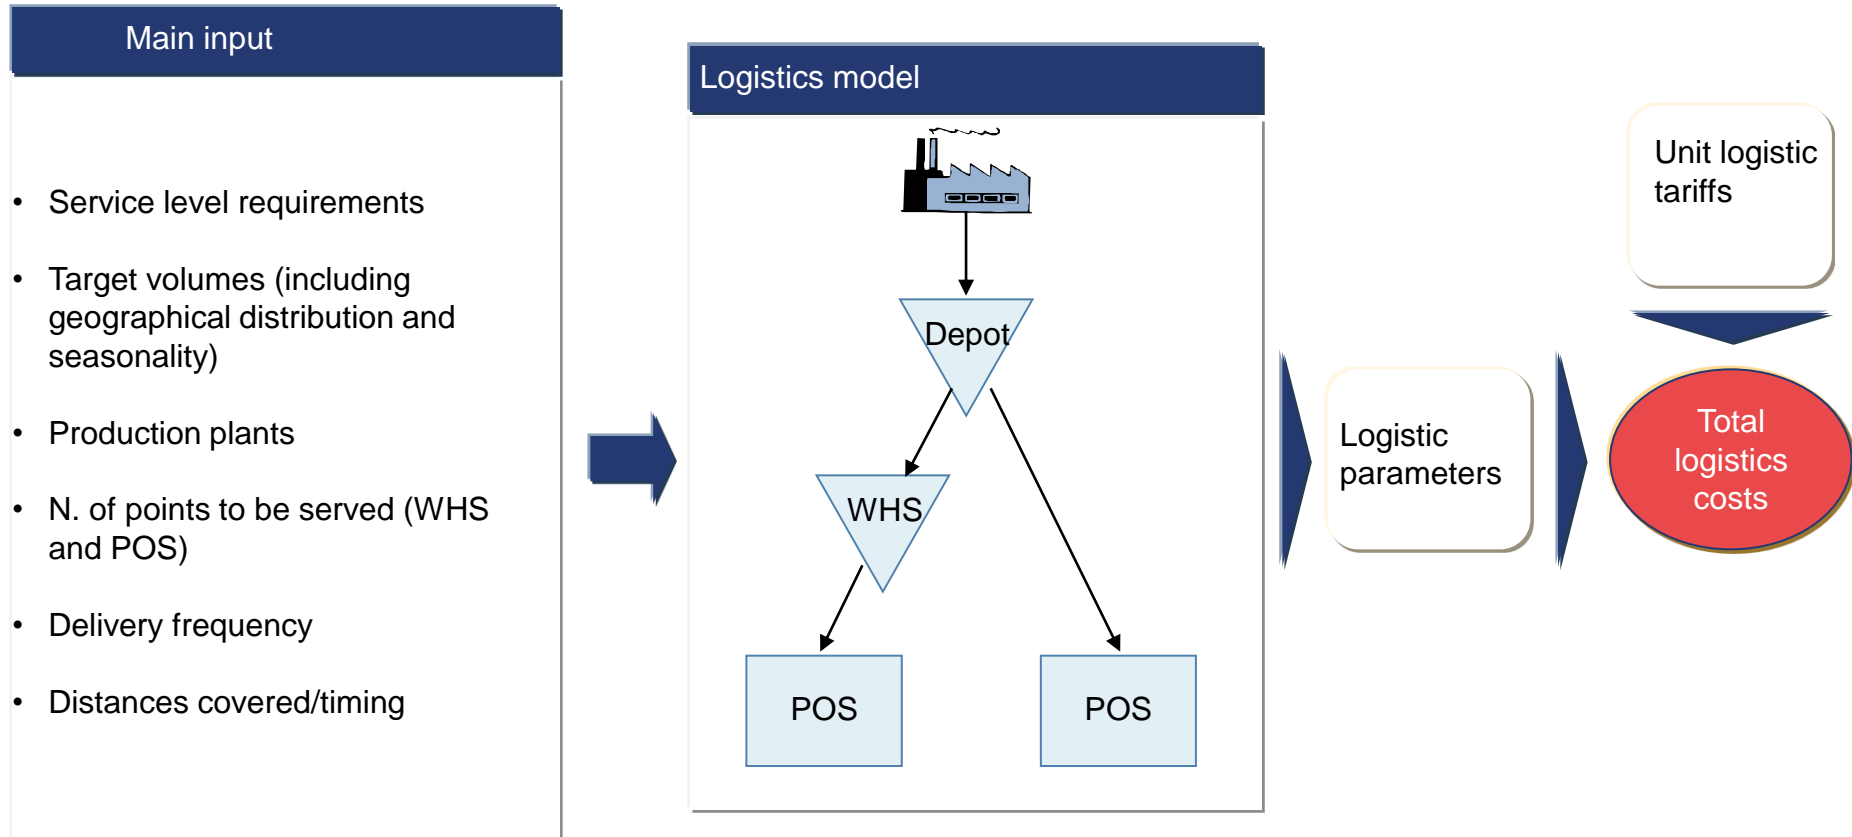 Main input
• Service level requirements
• Target volumes (including
geographical distribution and
seasonality)
• Production plants
• N. of points to be served (WHS
and POS)
• Delivery frequency
• Distances covered/timing
Logistics model
Depot
WHS
POS
POS
Logistic
parameters
Unit logistic
tariffs
Total
logistics
costs